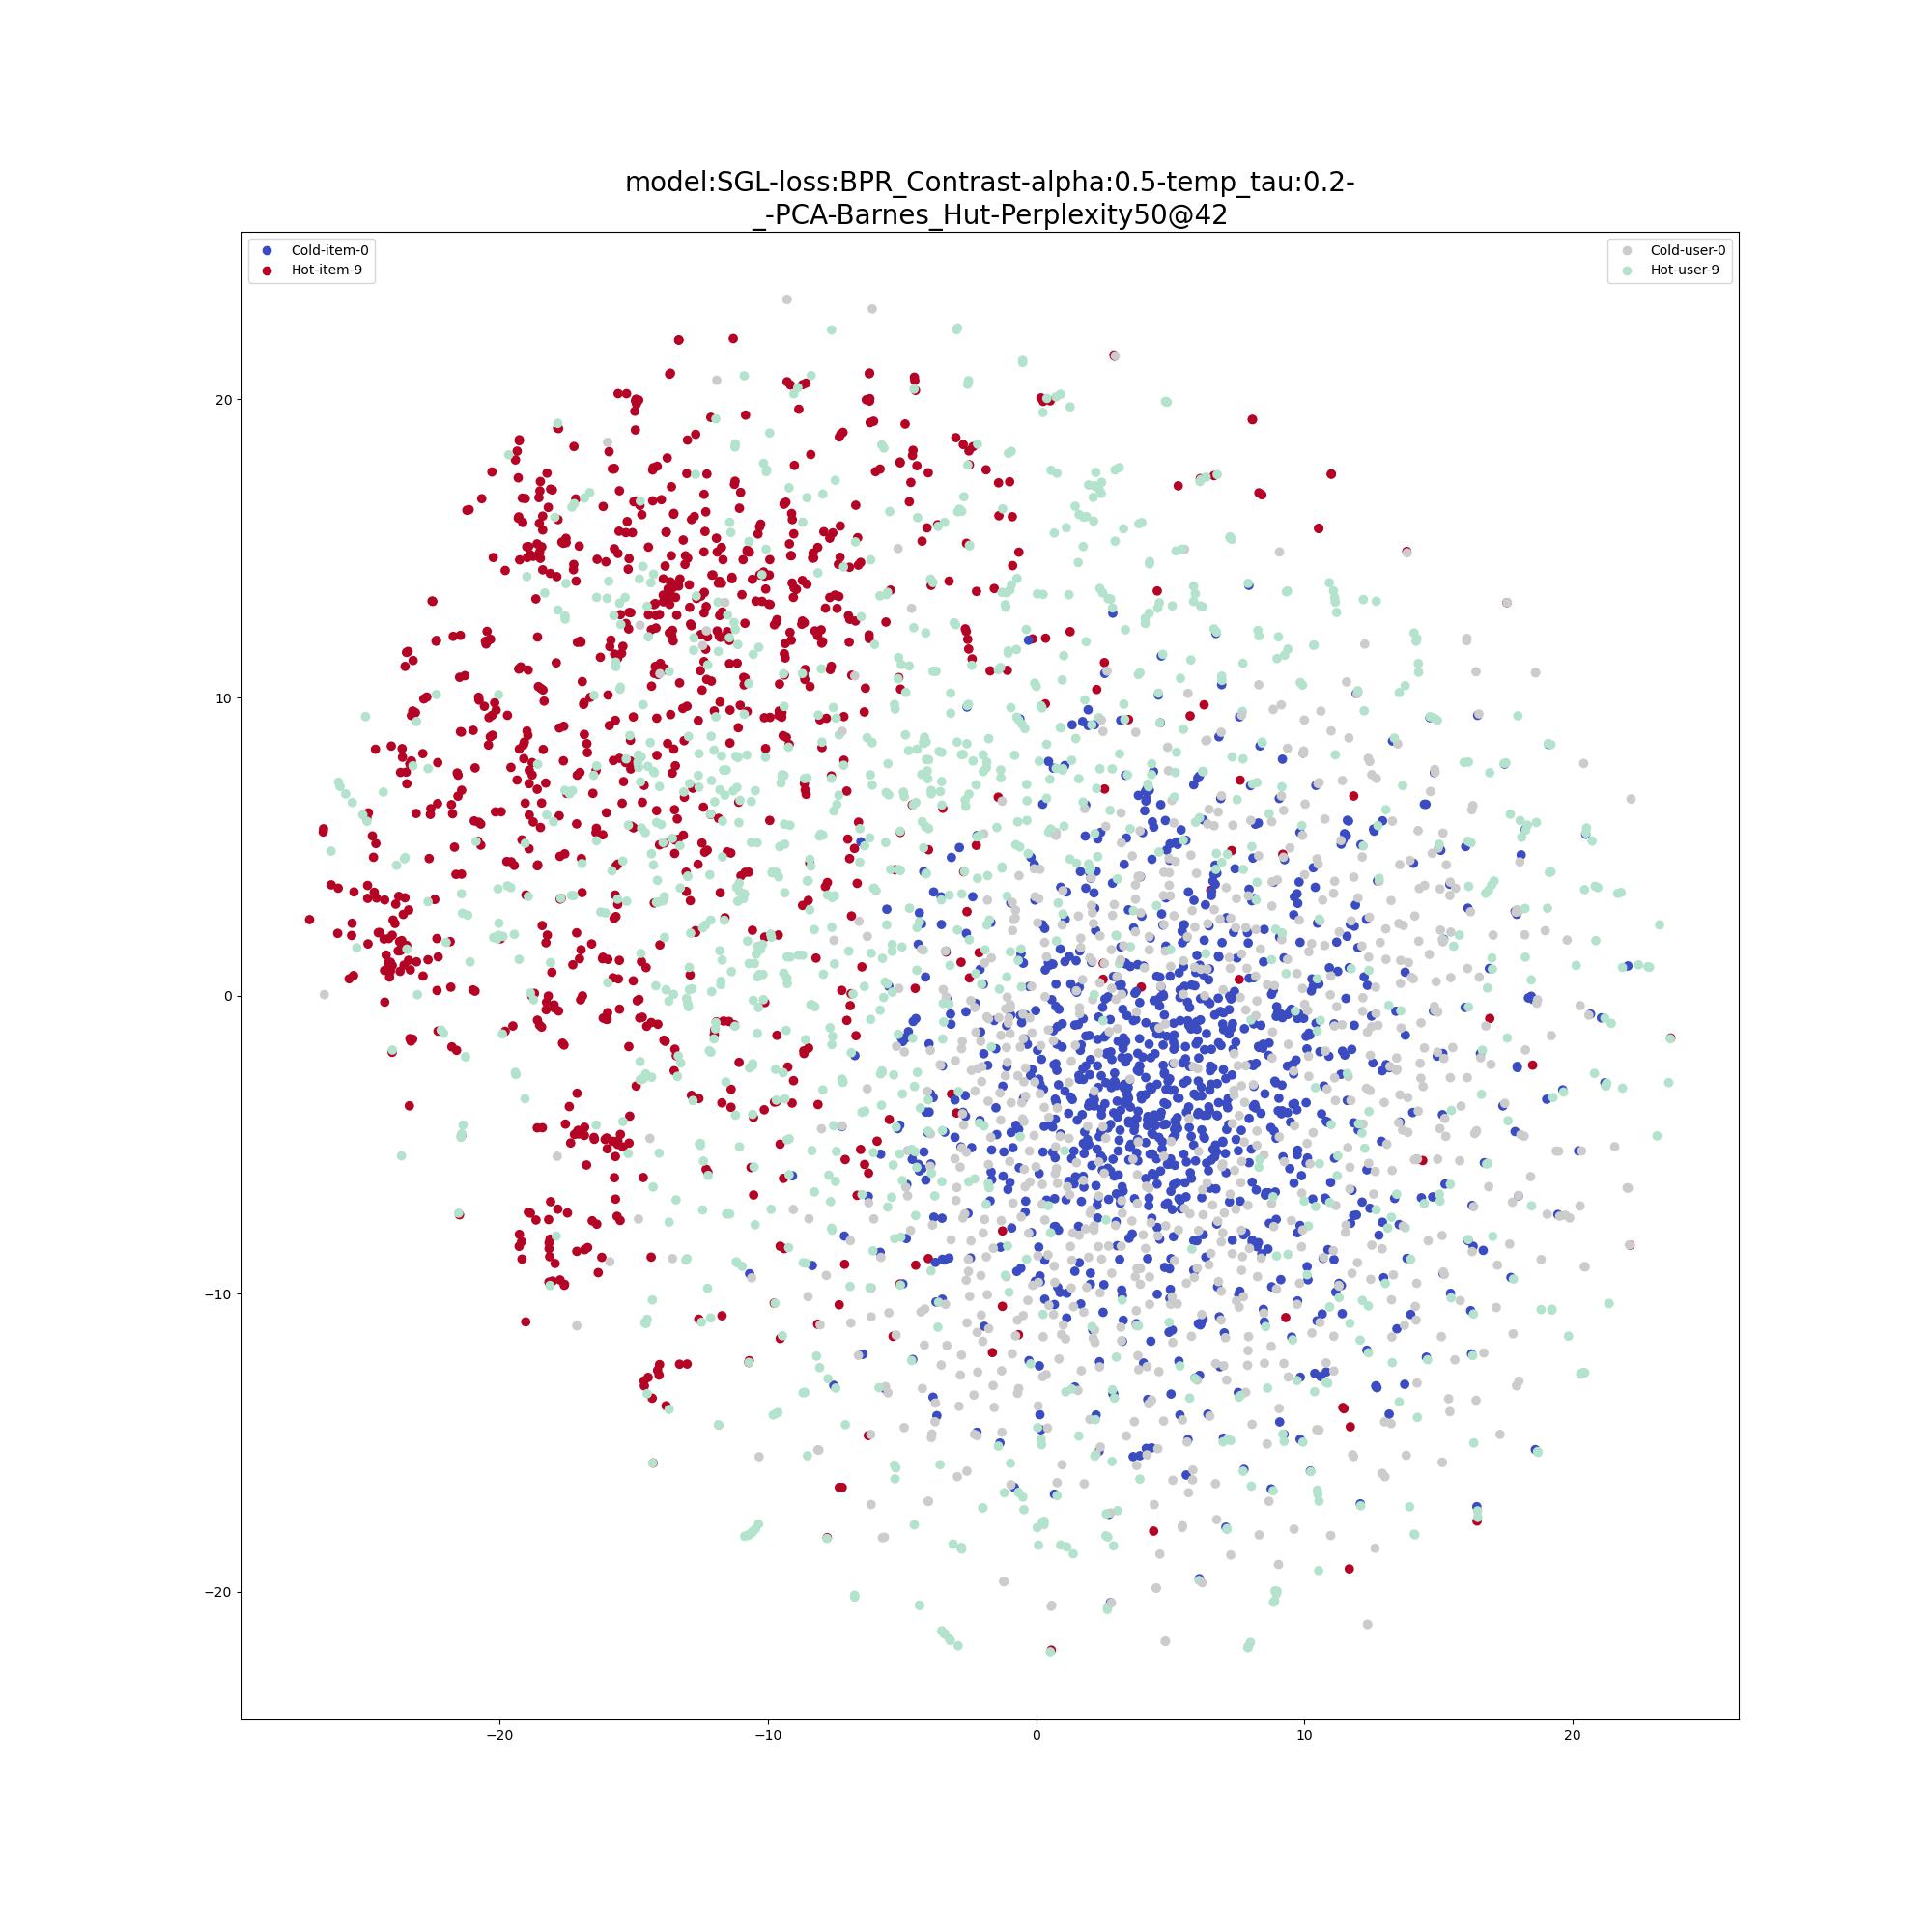 model:SGL-loss:BPR_Contrast-alpha:0.5-temp_tau:0.2-
_-PCA-Barnes_Hut-Perplexity50@42
Cold-item-0
Hot-item-9
Cold-user-0
Hot-user-9
20
10
0
−10
−20
−20
−10
0
10
20